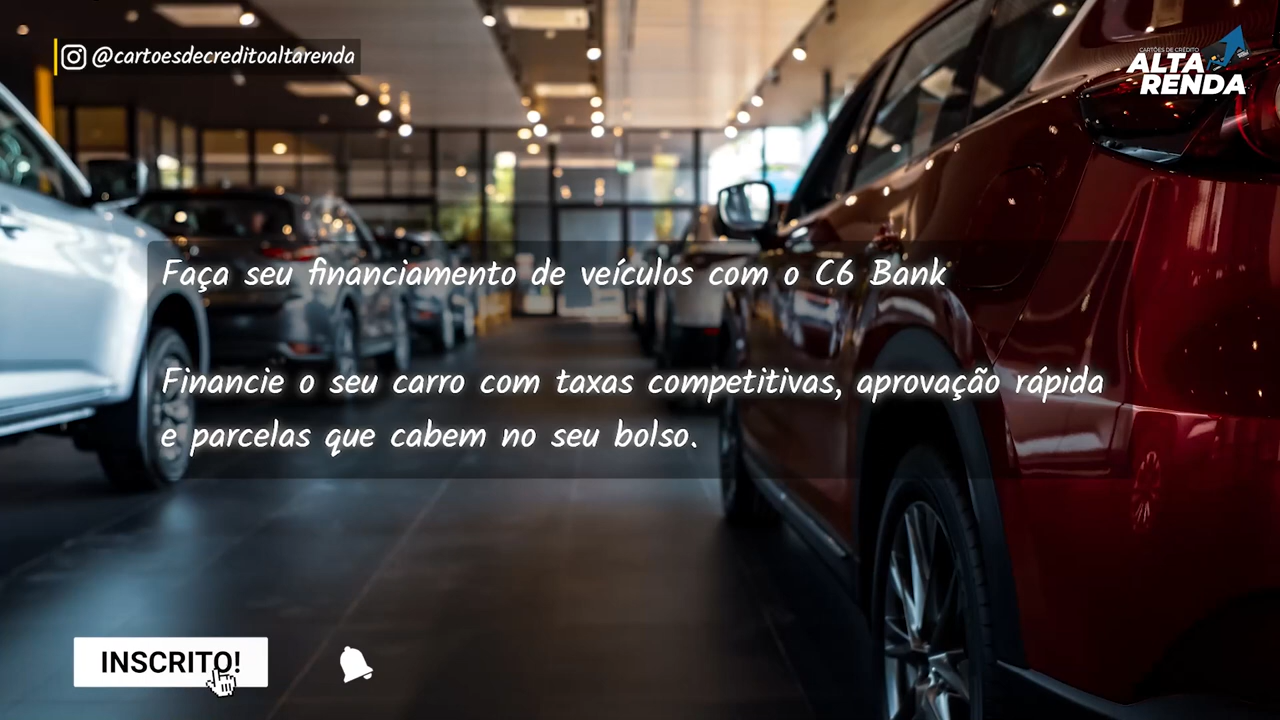 @cartoesdecreditoaltarenda
CARTÕES DE CRÉDITO
ALTA
RENDA
Faça seu financiamento de veículos com o C6 Bank
Financie o seu carro com taxas competitivas, aprovação rápida
e parcelas que cabem no seu bolso.
INSCRITO!